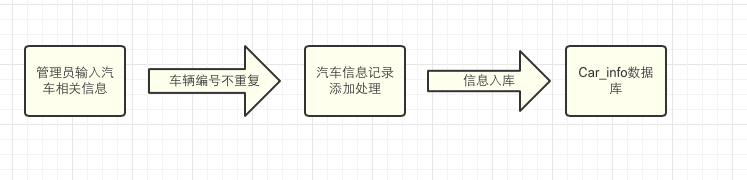 管理员输入汽
车相关信息
车辆编号不重复
汽车信息记录
添加处理
信息入库
Car_info数据
库